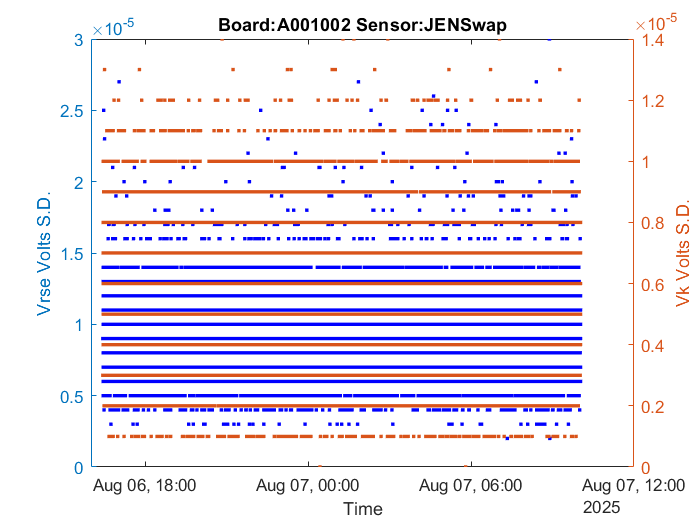 Board:A001002 Sensor:JENSwap
×10-5
×10-5
3
2.5
2
1.5
1
0.5
0
Vrse Volts S.D.
1.4
1.2
1
0.8
0.6
0.4
0.2
0
Vk Volts S.D.
Aug 06, 18:00
Aug 07, 00:00
Aug 07, 06:00
Aug 07, 12:00
2025
Time